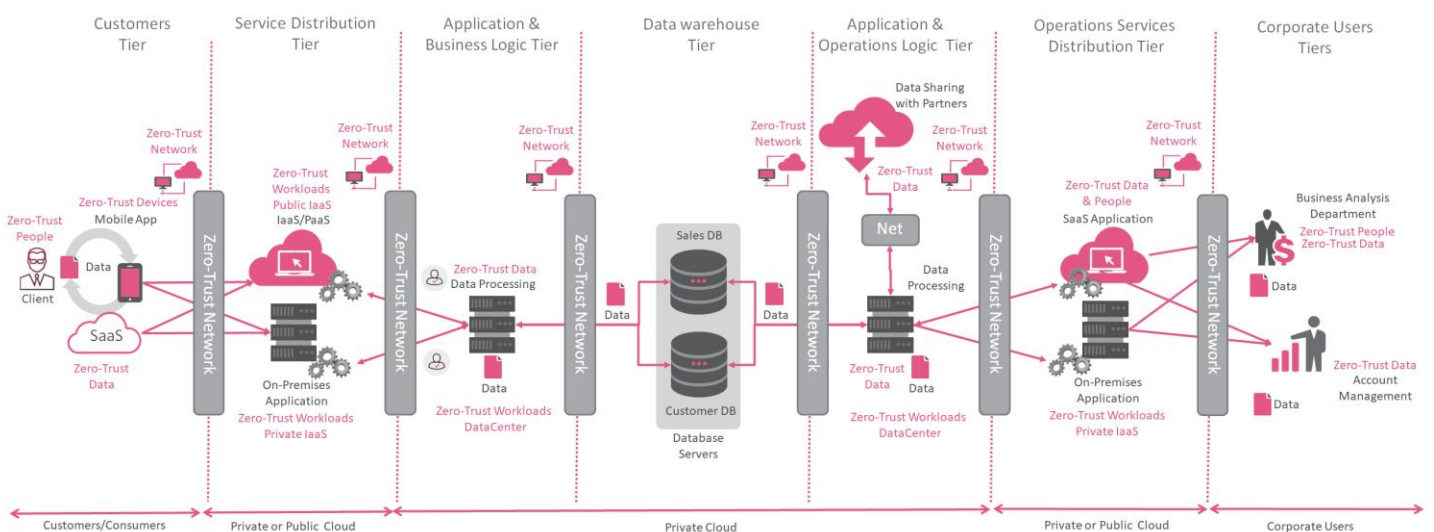 Customers
Tier
Service Distribution
Tier
Application &
Business Logic Tier
Data warehouse
Tier
Application &
Operations Logic Tier
Operations Services
Distribution Tier
Corporate Users
Tiers
Zero-Trust
Network
Zero-Trust Devices
Mobile App
Zero-Trust
People
Client
Data
SaaS
Zero-Trust
Data
Zero-Trust Network
Zero-Trust
Network
Zero-Trust
Workloads
Public IaaS
IaaS/PaaS
On-Premises
Application
Zero-Trust Workloads
Private IaaS
Zero-Trust Network
Zero-Trust
Network
Zero-Trust Data
Data Processing
Data
Zero-Trust Workloads
DataCenter
Zero-Trust Network
Data
Sales DB
Customer DB
Database
Servers
Data
Zero-Trust
Network
Zero-Trust Network
Data Sharing
with Partners
Zero-Trust
Data
Net
Data
Processing
Zero-Trust
Data
Data
Zero-Trust Workloads
DataCenter
Zero-Trust
Network
Zero-Trust Network
Zero-Trust Data
& People
SaaS Application
On-Premises
Application
Zero-Trust Workloads
Private IaaS
Zero-Trust
Network
Zero-Trust Network
Business Analysis
Department
Zero-Trust People
Zero-Trust Data
Data
Zero-Trust Data
Account
Management
Data
Customers/Consumers
Private or Public Cloud
Private Cloud
Private or Public Cloud
Corporate Users